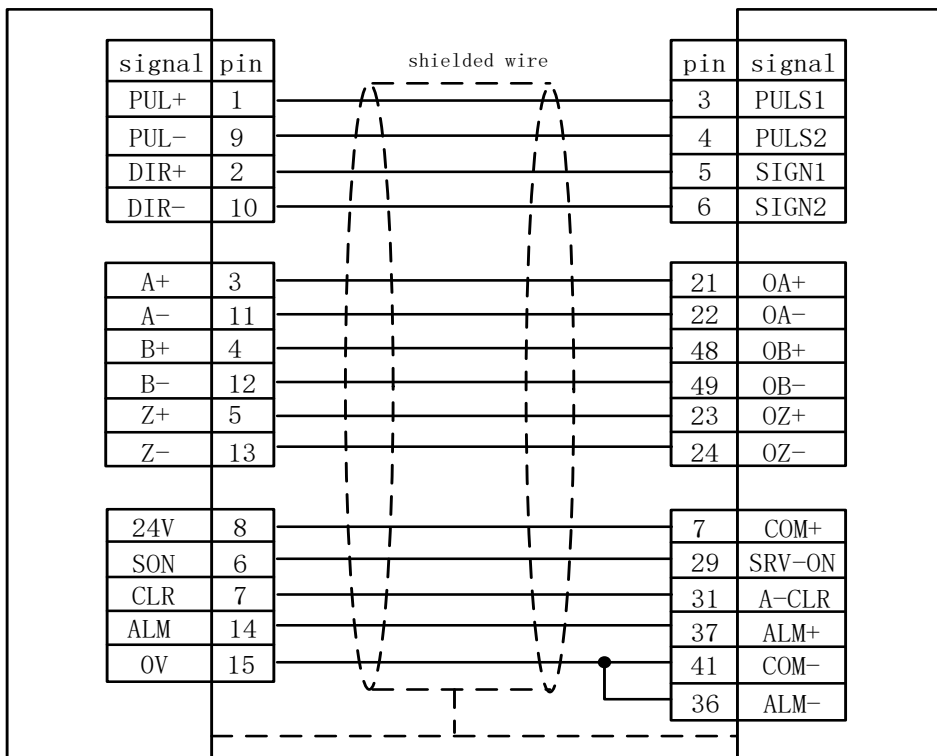 shielded wire
signal pin pin signal
PUL+ 1 3 PULS1
PUL- 9 4 PULS2
DIR+ 2 5 SIGN1
DIR- 10 6 SIGN2
A+ 3 21 OA+
A- 11 22 OA-
B+ 4 48 OB+
B- 12 49 OB-
Z+ 5 23 OZ+
Z- 13 24 OZ-
24V 8 7 COM+
SON 6 29 SRV-ON
CLR 7 31 A-CLR
ALM 14 37 ALM+
0V 15 41 COM-
36 ALM-